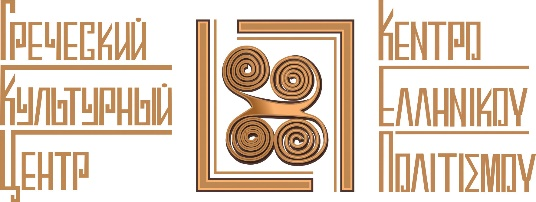 Греческий
Культурный
Центр
Κεντρο
Ελληνικου
Πολιτισμου